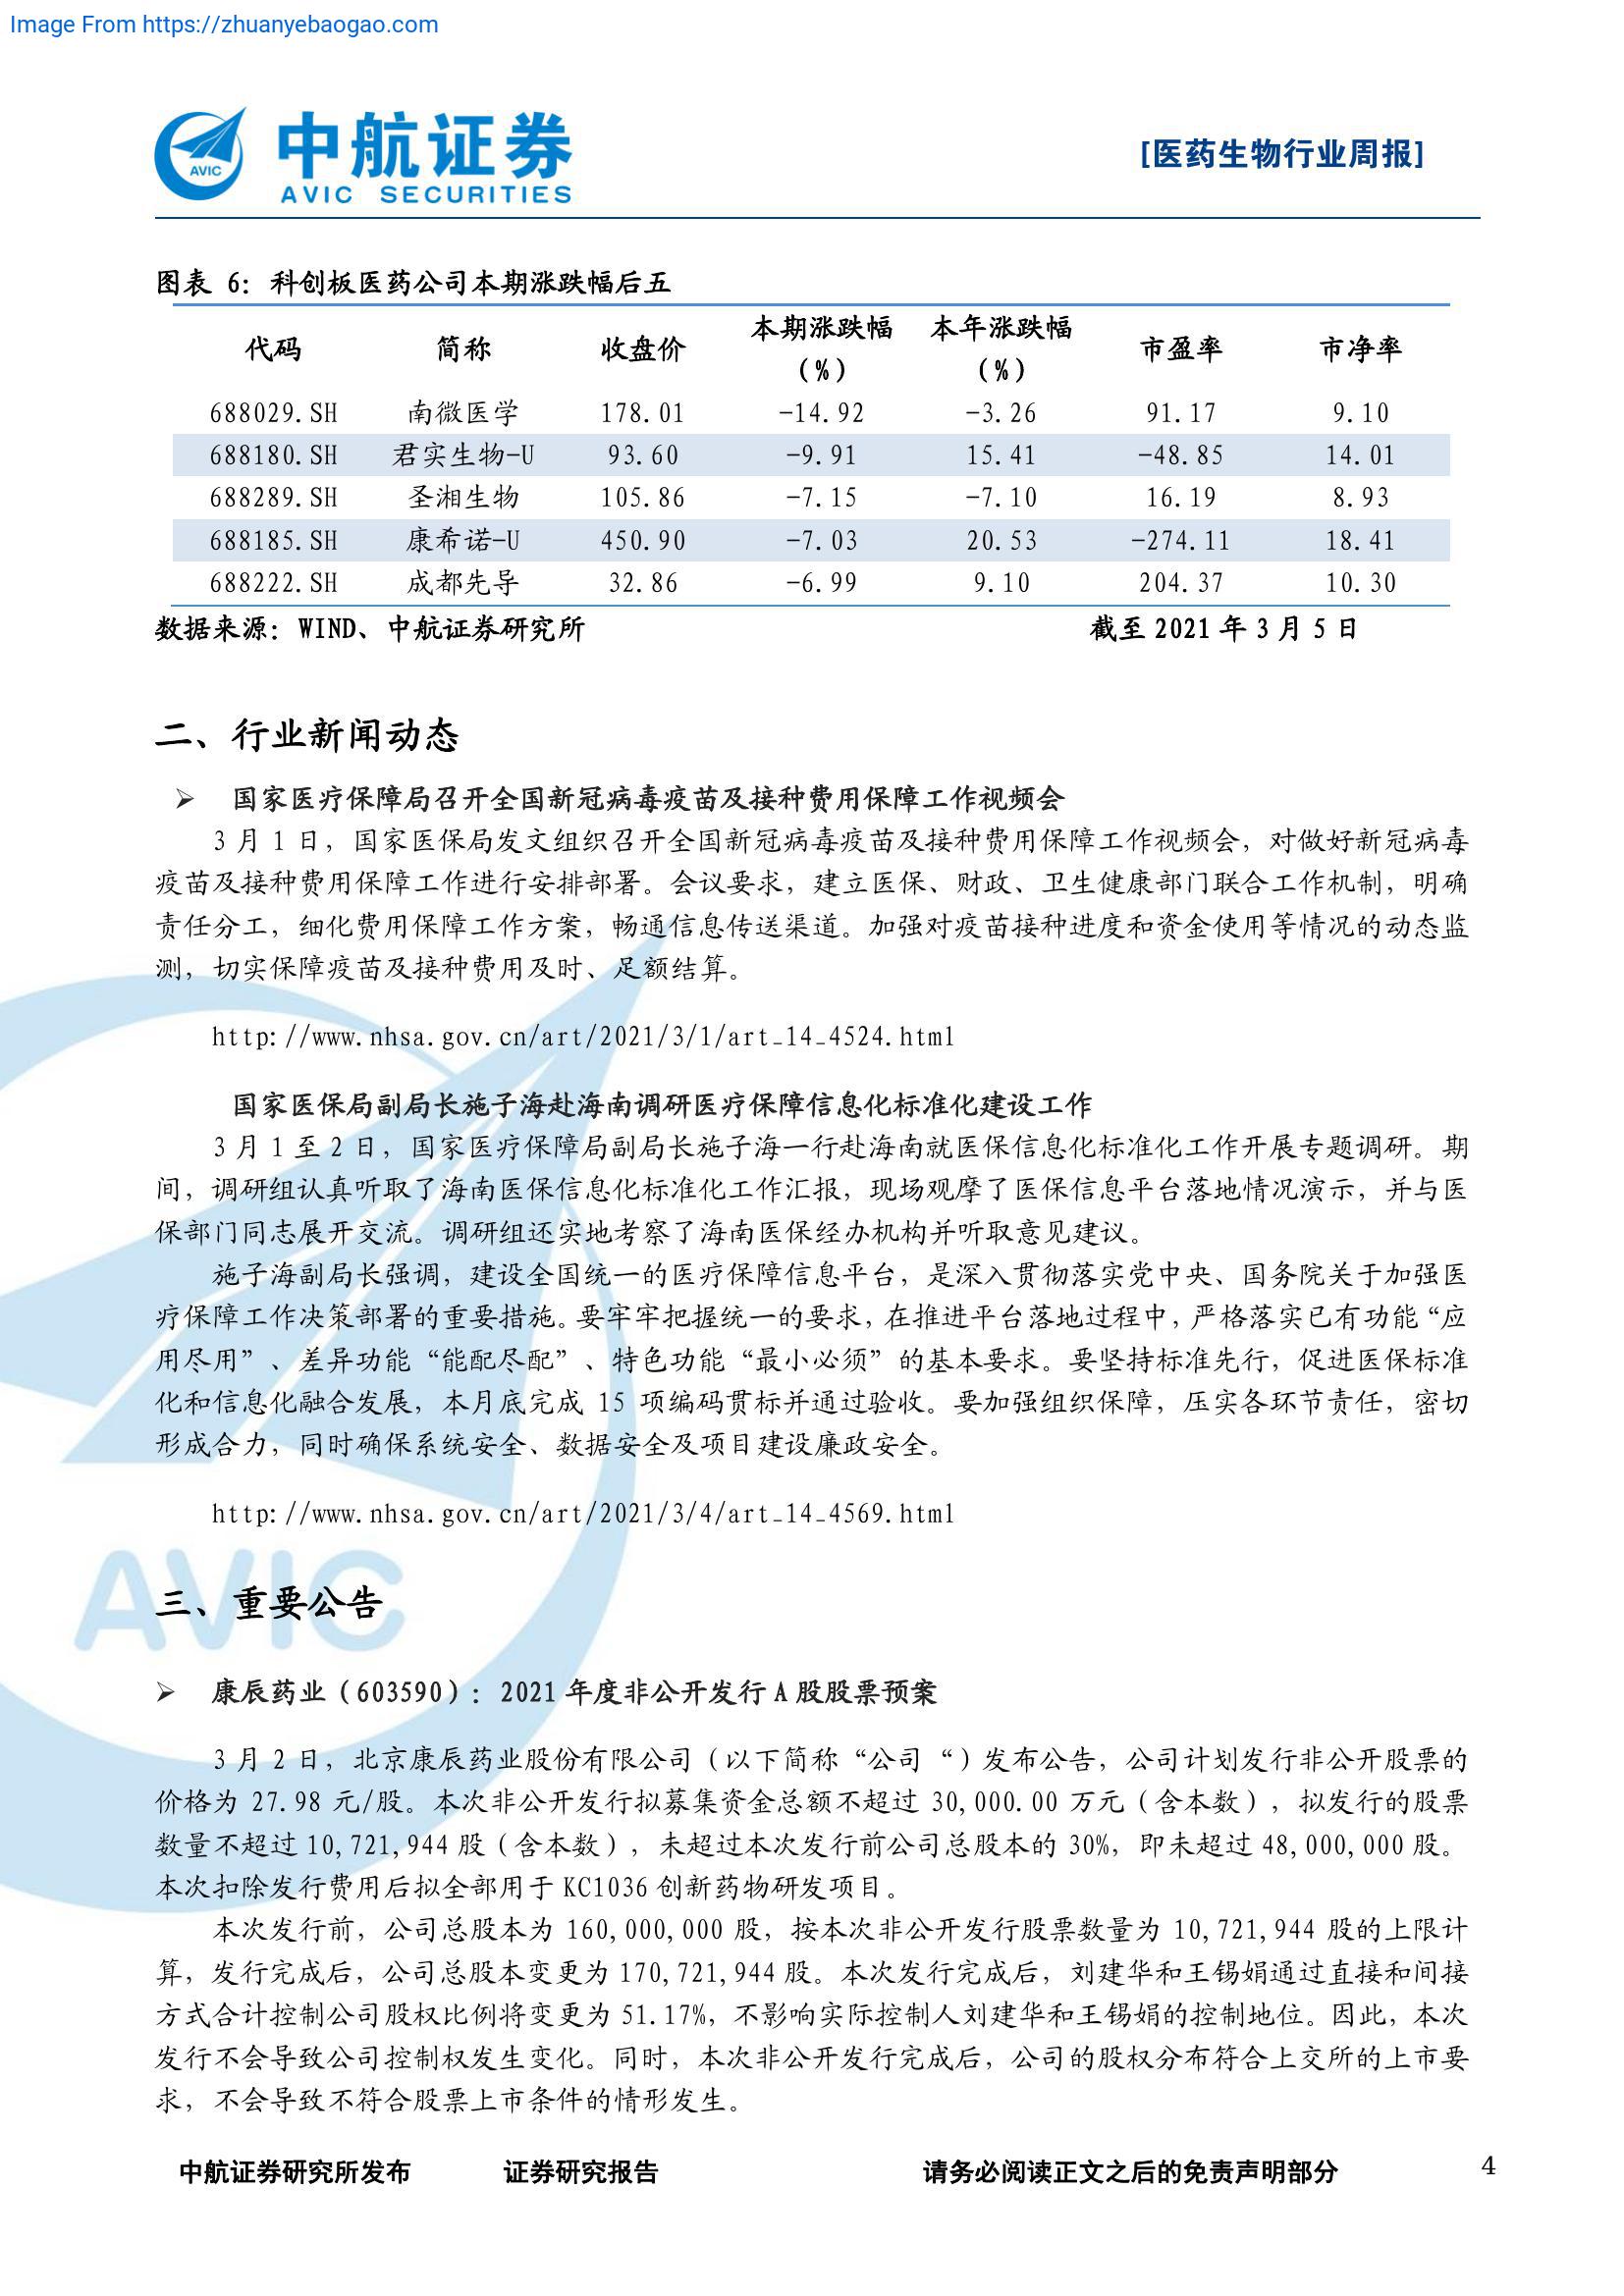 Image From https://zhuanyebaogao.com
中航证券
AVIC SECURITIES
AVIC
[医药生物行业周报]
图表 6：科创板医药公司本期涨跌幅后五
代码 简称 收盘价 本期涨跌幅（%） 本年涨跌幅（%） 市盈率 市净率
688029.SH 南微医学 178.01 -14.92 -3.26 91.17 9.10
688180.SH 君实生物-U 93.60 -9.91 15.41 -48.85 14.01
688289.SH 圣湘生物 105.86 -7.15 -7.10 16.19 8.93
688185.SH 康希诺-U 450.90 -7.03 20.53 -274.11 18.41
688222.SH 成都先导 32.86 -6.99 9.10 204.37 10.30
数据来源：WIND、中航证券研究所 截至 2021 年 3 月 5 日
二、行业新闻动态
➢ 国家医疗保障局召开全国新冠病毒疫苗及接种费用保障工作视频会
3 月 1 日，国家医保局发文组织召开全国新冠病毒疫苗及接种费用保障工作视频会，对做好新冠病毒
疫苗及接种费用保障工作进行安排部署。会议要求，建立医保、财政、卫生健康部门联合工作机制，明确
责任分工，细化费用保障工作方案，畅通信息传送渠道。加强对疫苗接种进度和资金使用等情况的动态监
测，切实保障疫苗及接种费用及时、足额结算。
http://www.nhsa.gov.cn/art/2021/3/1/art_14_4524.html
国家医保局副局长施子海赴海南调研医疗保障信息化标准化建设工作
3 月 1 至 2 日，国家医疗保障局副局长施子海一行赴海南就医保信息化标准化工作开展专题调研。期
间，调研组认真听取了海南医保信息化标准化工作汇报，现场观摩了医保信息平台落地情况演示，并与医
保部门同志展开交流。调研组还实地考察了海南医保经办机构并听取意见建议。
施子海副局长强调，建设全国统一的医疗保障信息平台，是深入贯彻落实党中央、国务院关于加强医
疗保障工作决策部署的重要措施。要牢牢把握统一的要求，在推进平台落地过程中，严格落实已有功能“应
用尽用”、差异功能“能配尽配”、特色功能“最小必须”的基本要求。要坚持标准先行，促进医保标准
化和信息化融合发展，本月底完成 15 项编码贯标并通过验收。要加强组织保障，压实各环节责任，密切
形成合力，同时确保系统安全、数据安全及项目建设廉政安全。
http://www.nhsa.gov.cn/art/2021/3/4/art_14_4569.html
AVIC
三、重要公告
➢ 康辰药业（603590）：2021 年度非公开发行 A 股股票预案
3 月 2 日，北京康辰药业股份有限公司（以下简称“公司“）发布公告，公司计划发行非公开股票的
价格为 27.98 元/股。本次非公开发行拟募集资金总额不超过 30,000.00 万元（含本数），拟发行的股票
数量不超过 10,721,944 股（含本数），未超过本次发行前公司总股本的 30%，即未超过 48,000,000 股。
本次扣除发行费用后拟全部用于 KC1036 创新药物研发项目。
本次发行前，公司总股本为 160,000,000 股，按本次非公开发行股票数量为 10,721,944 股的上限计
算，发行完成后，公司总股本变更为 170,721,944 股。本次发行完成后，刘建华和王锡娟通过直接和间接
方式合计控制公司股权比例将变更为 51.17%，不影响实际控制人刘建华和王锡娟的控制地位。因此，本次
发行不会导致公司控制权发生变化。同时，本次非公开发行完成后，公司的股权分布符合上交所的上市要
求，不会导致不符合股票上市条件的情形发生。
中航证券研究所发布 证券研究报告 请务必阅读正文之后的免责声明部分 4